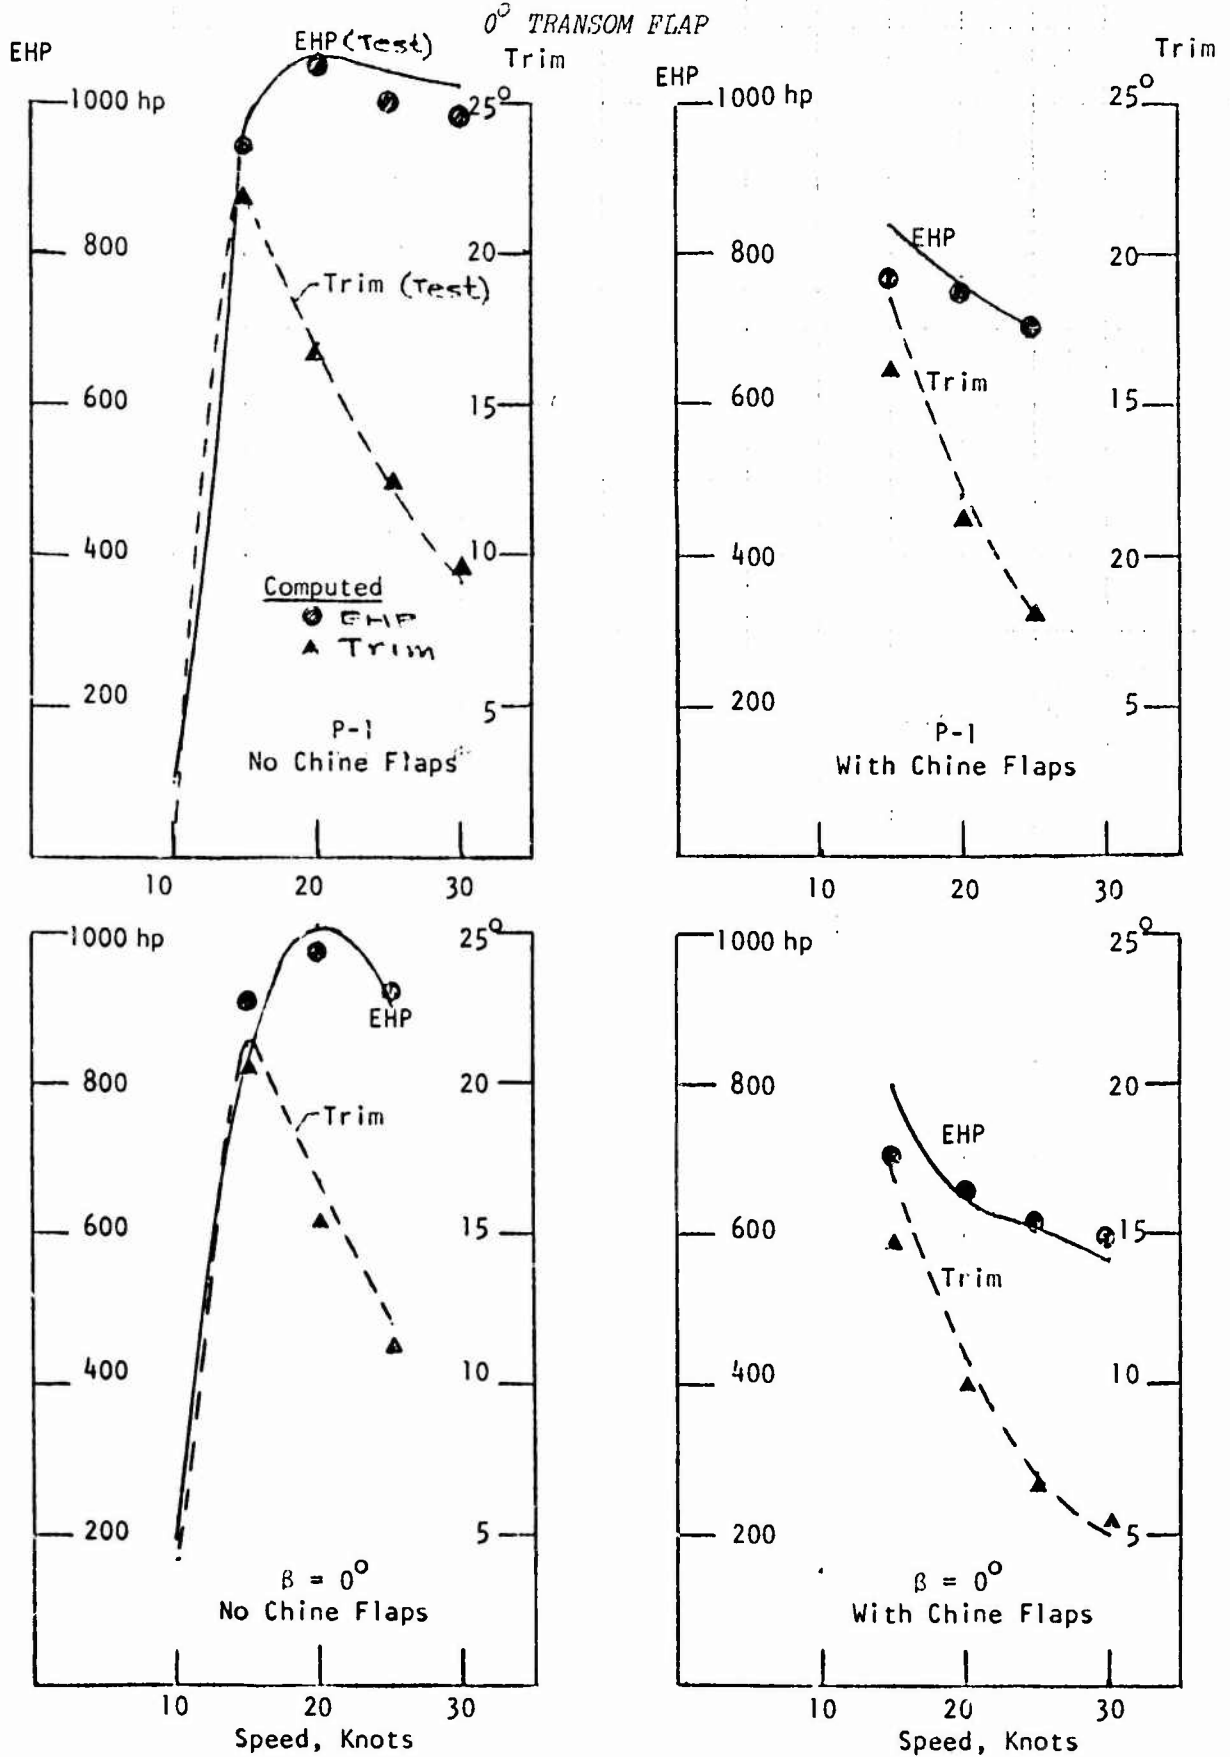 0° TRANSOM FLAP
EHP
EHP (Test)
Trim
1000 hp
25°
800
20
Trim (Test)
600
15
400
10
Computed
EHP
Trim
200
5
P-1
No Chine Flaps
10 20 30
EHP
Trim
1000 hp
25°
EHP
800
20
Trim
600
15
400
20
200
5
P-1
With Chine Flaps
10 20 30
1000 hp
25°
EHP
800
20
Trim
600
15
400
10
200
5
β = 0°
No Chine Flaps
10 20 30
Speed, Knots
1000 hp
25°
800
20
EHP
600
15
Trim
400
10
200
5
β = 0°
With Chine Flaps
10 20 30
Speed, Knots